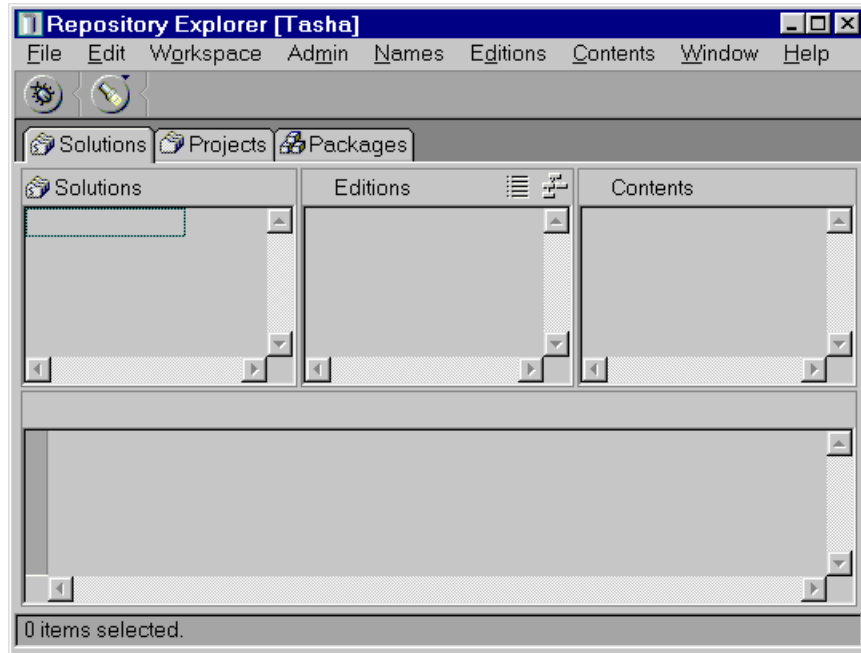 Repository Explorer [Tasha]
File Edit Workspace Admin Names Editions Contents Window Help
Solutions Projects Packages
Solutions Editions Contents
0 items selected.